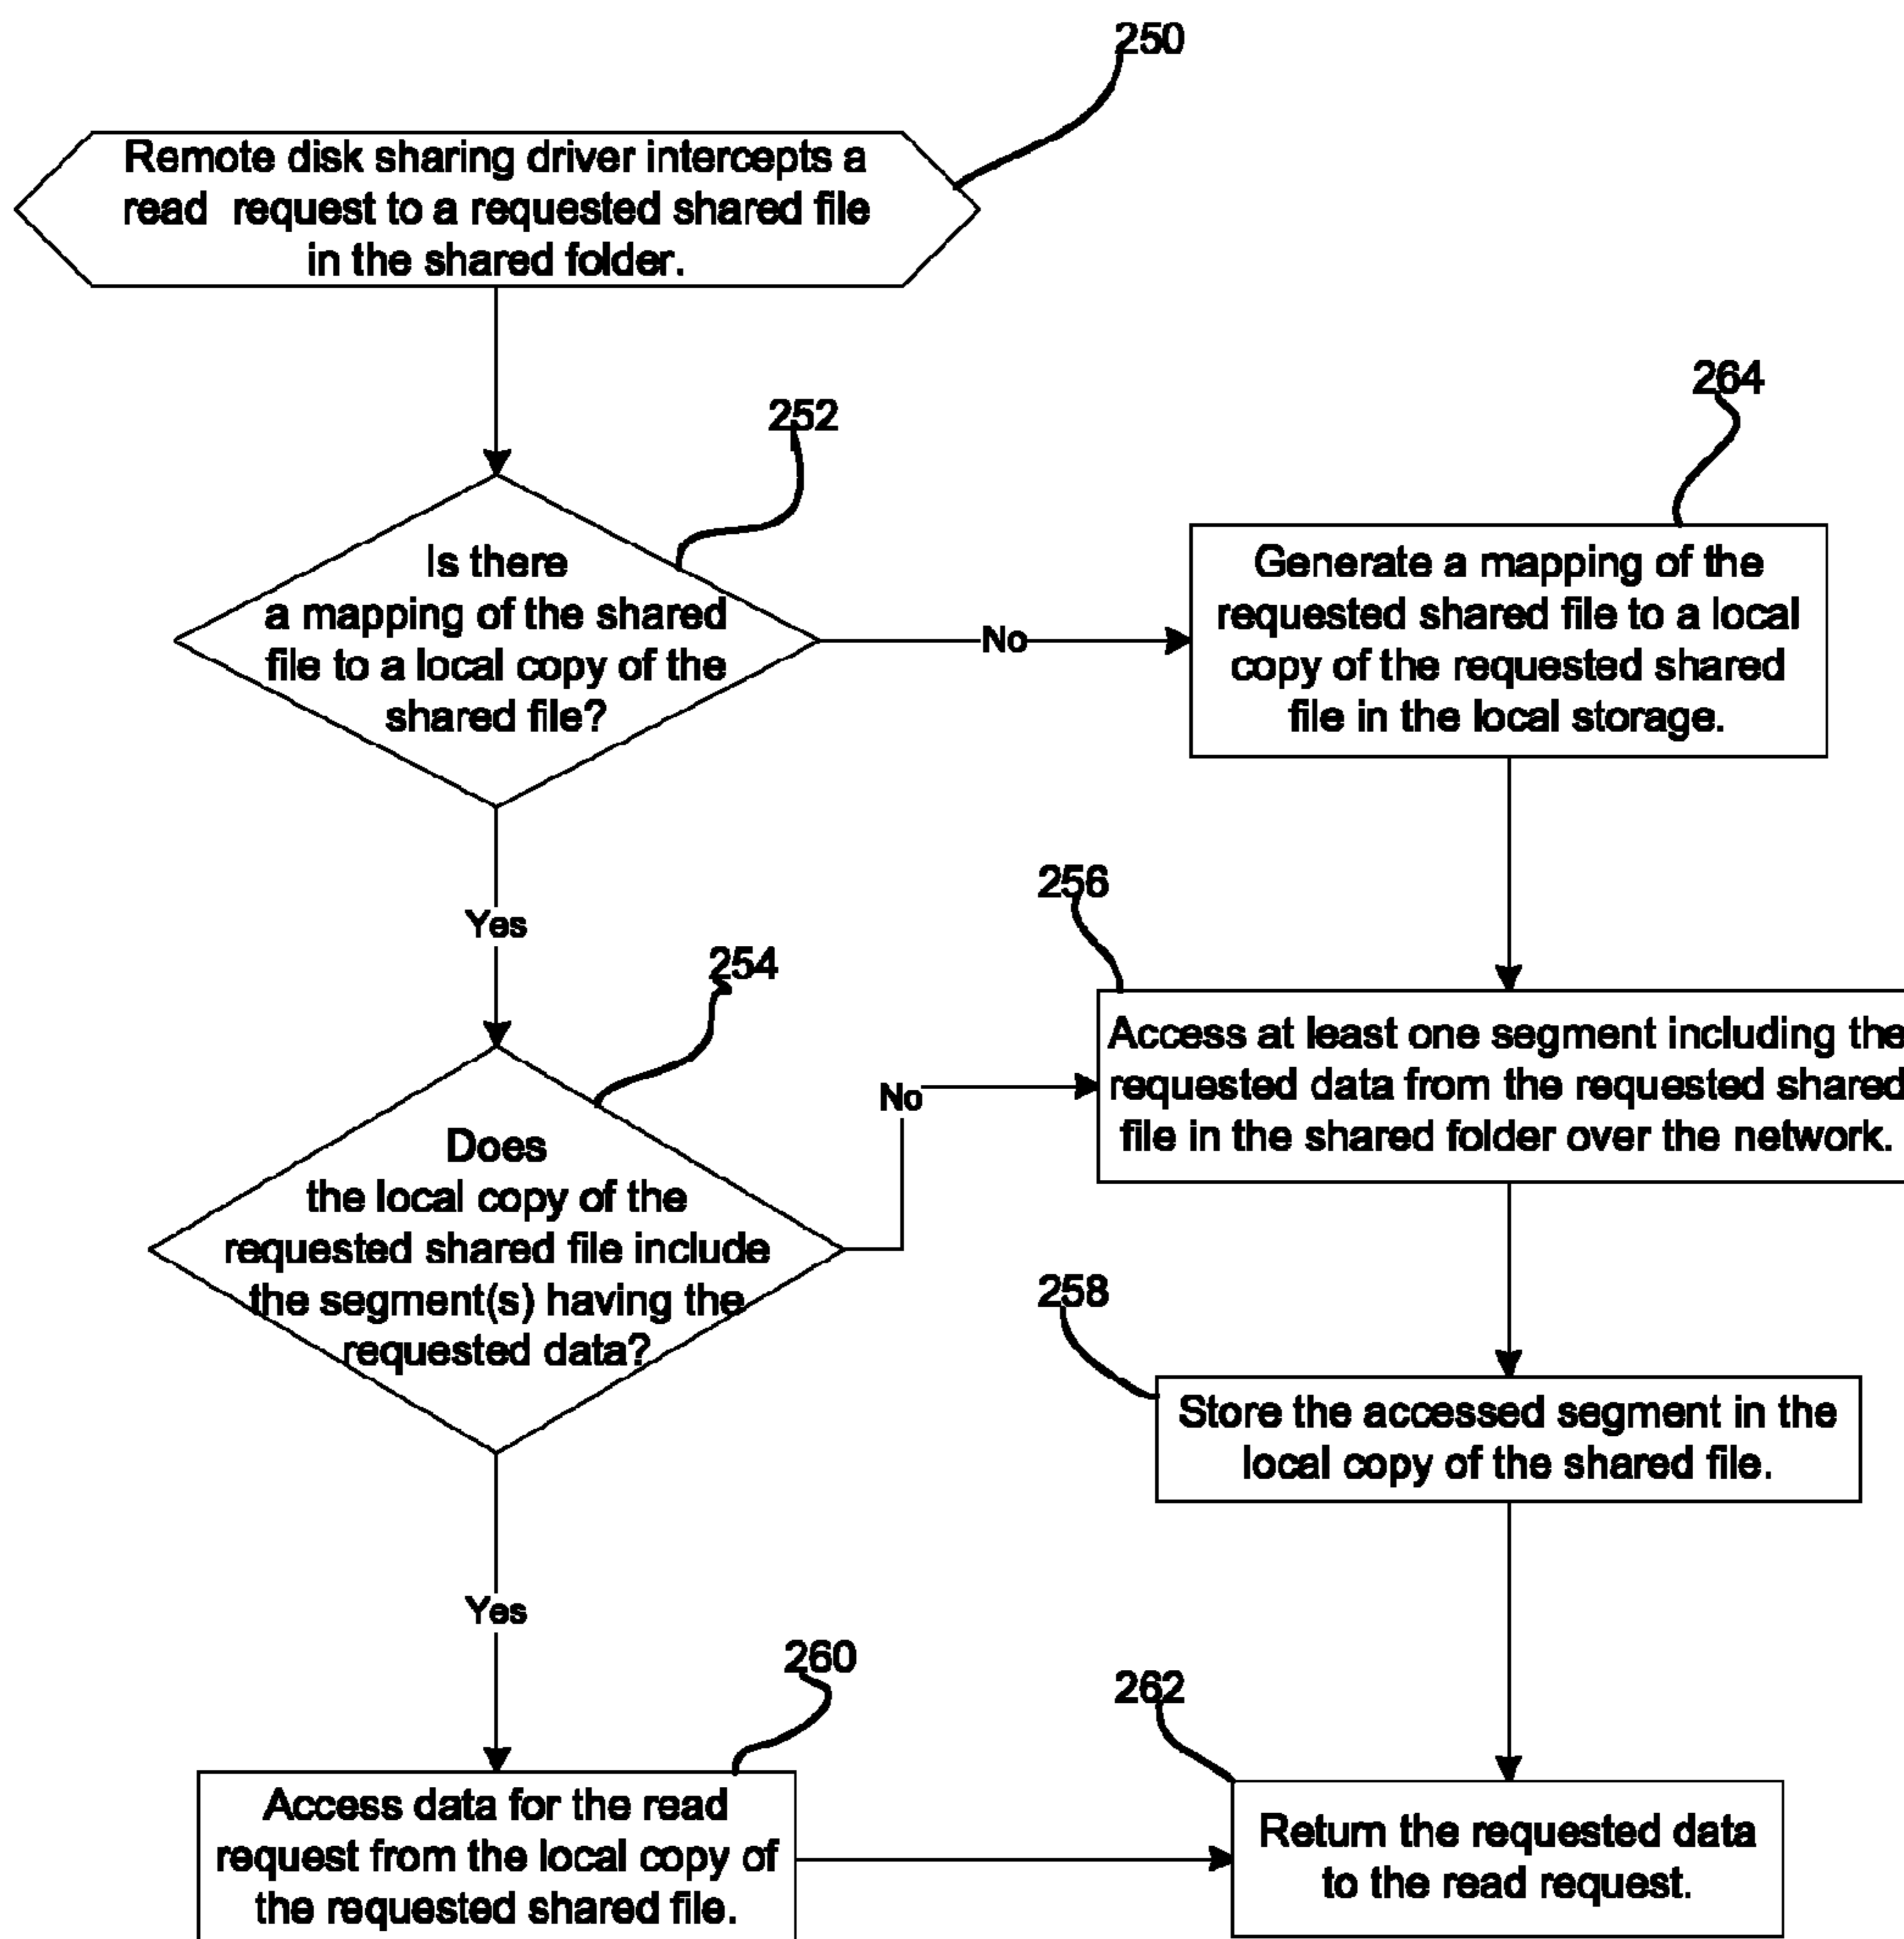 250
Remote disk sharing driver intercepts a
read request to a requested shared file
in the shared folder.
252
Is there
a mapping of the shared
file to a local copy of the
shared file?
No
264
Generate a mapping of the
requested shared file to a local
copy of the requested shared
file in the local storage.
Yes
254
Does
the local copy of the
requested shared file include
the segment(s) having the
requested data?
No
256
Access at least one segment including the
requested data from the requested shared
file in the shared folder over the network.
258
Store the accessed segment in the
local copy of the shared file.
Yes
260
Access data for the read
request from the local copy of
the requested shared file.
262
Return the requested data
to the read request.